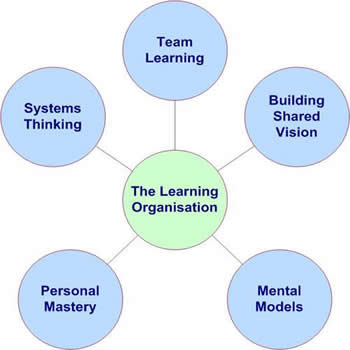 Team
Learning
Systems
Thinking
Building
Shared
Vision
The Learning
Organisation
Personal
Mastery
Mental
Models